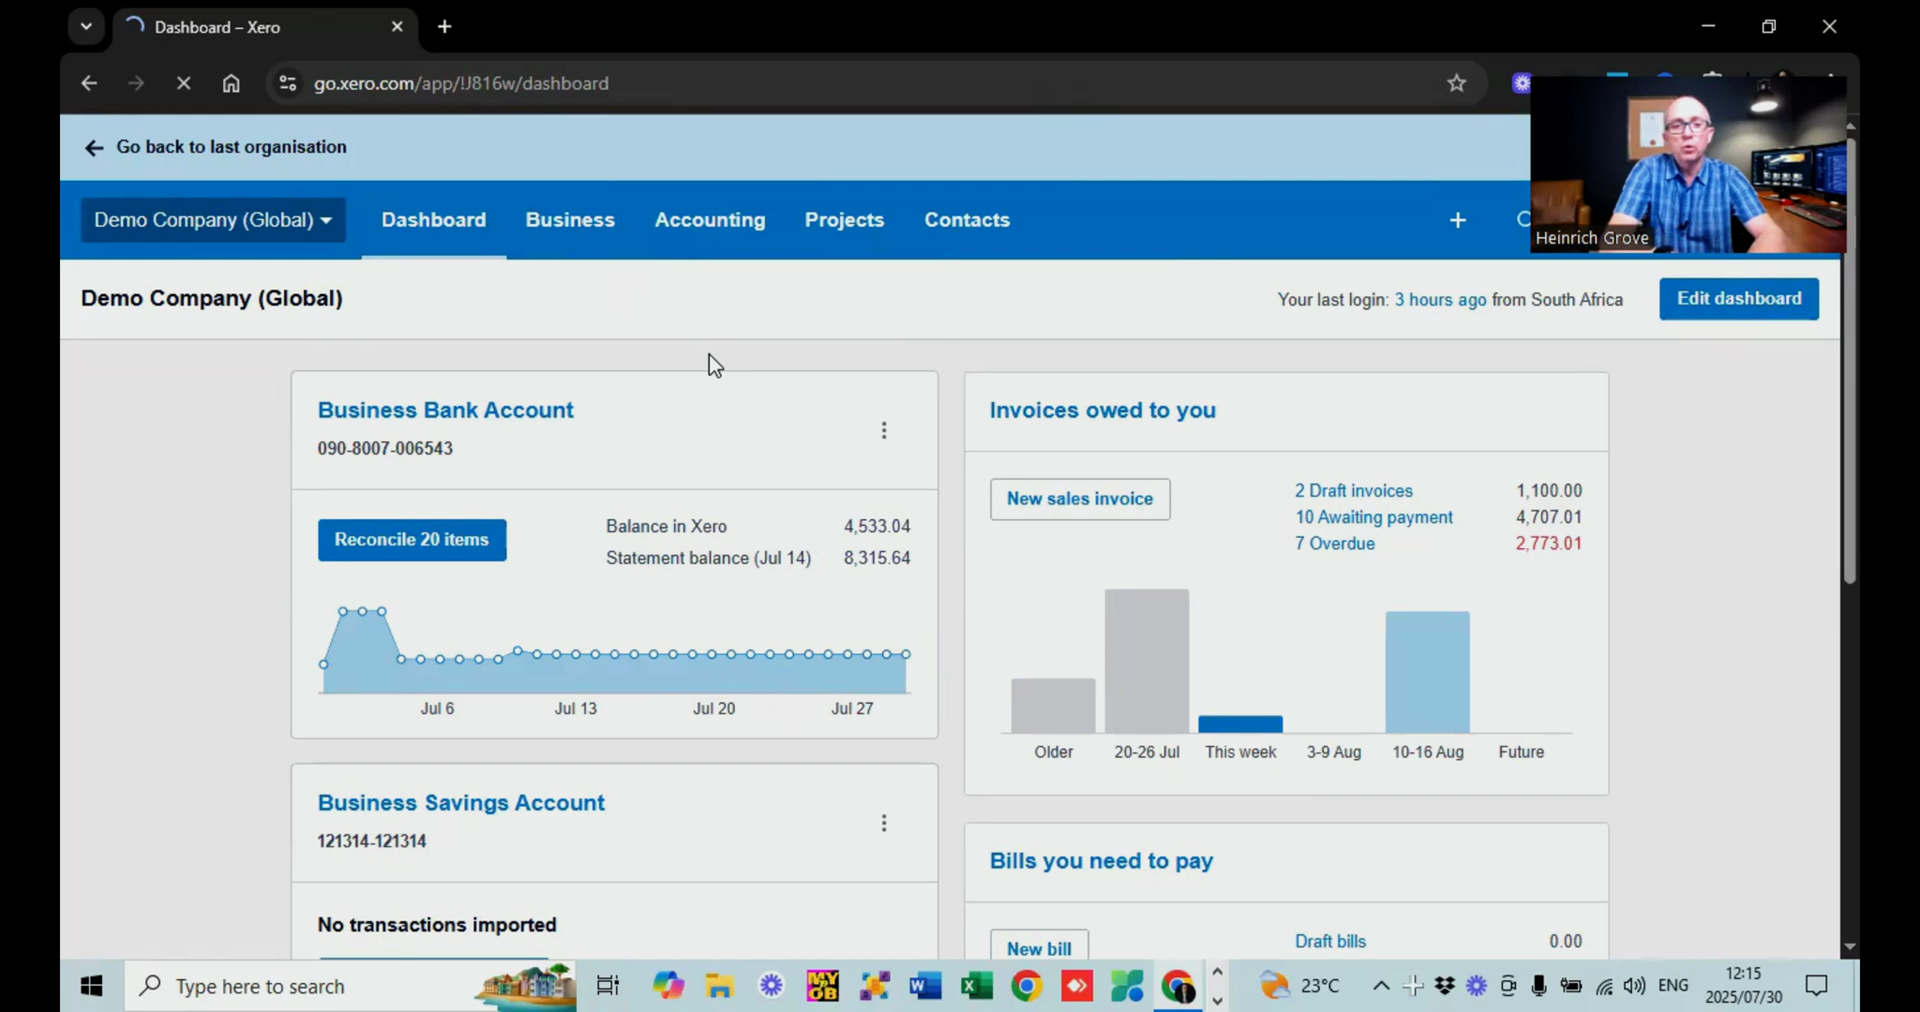 Dashboard – Xero
go.xero.com/app/!J816w/dashboard
Go back to last organisation
Demo Company (Global)
Dashboard
Business
Accounting
Projects
Contacts
Heinrich Grove
Demo Company (Global)
Your last login: 3 hours ago from South Africa
Edit dashboard
Business Bank Account
090-8007-006543
Reconcile 20 items
Balance in Xero 4,533.04
Statement balance (Jul 14) 8,315.64
Jul 6 Jul 13 Jul 20 Jul 27
Business Savings Account
121314-121314
No transactions imported
Invoices owed to you
New sales invoice
2 Draft invoices 1,100.00
10 Awaiting payment 4,707.01
7 Overdue 2,773.01
Older 20-26 Jul This week 3-9 Aug 10-16 Aug Future
Bills you need to pay
New bill
Draft bills 0.00
Type here to search
MY
OB
23°C
ENG
12:15
2025/07/30